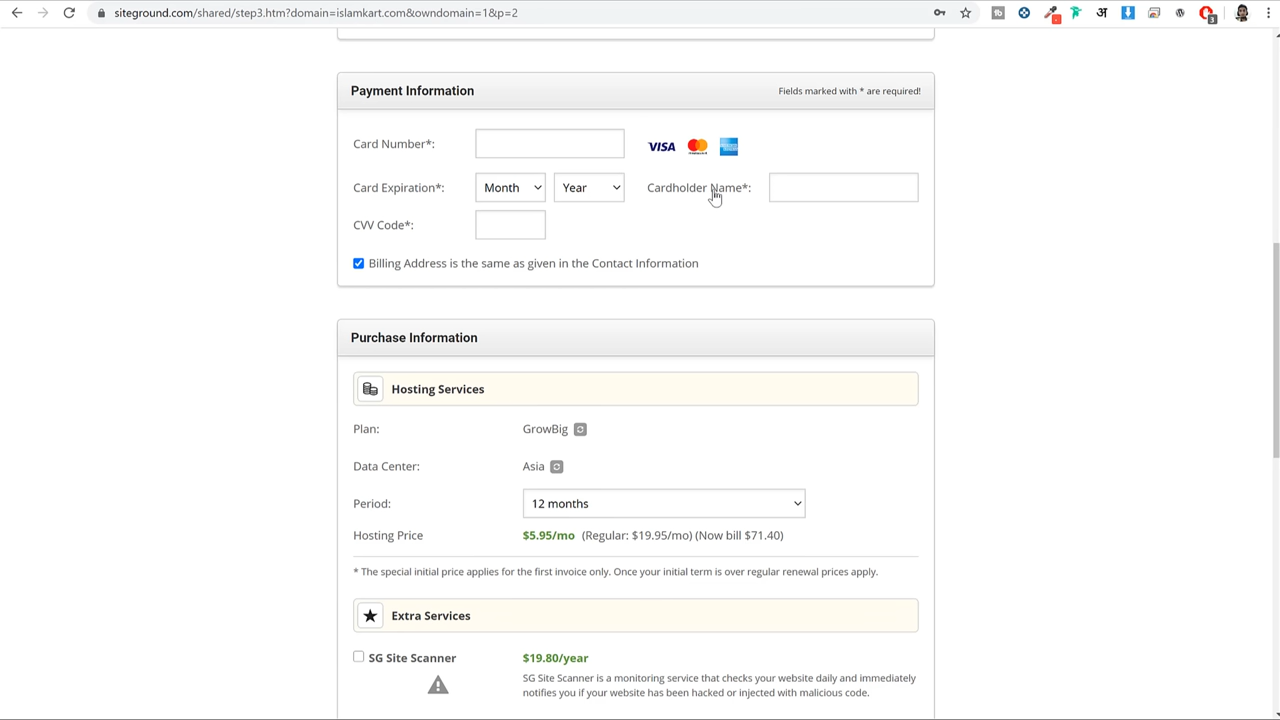 siteground.com/shared/step3.htm?domain=islamkart.com&owndomain=1&p=2
Payment Information
Fields marked with * are required!
Card Number*:
VISA
Card Expiration*:
Month
Year
Cardholder Name*:
CVV Code*:
Billing Address is the same as given in the Contact Information
Purchase Information
Hosting Services
Plan:
GrowBig
Data Center:
Asia
Period:
12 months
Hosting Price
$5.95/mo (Regular: $19.95/mo) (Now bill $71.40)
* The special initial price applies for the first invoice only. Once your initial term is over regular renewal prices apply.
Extra Services
SG Site Scanner
$19.80/year
SG Site Scanner is a monitoring service that checks your website daily and immediately
notifies you if your website has been hacked or injected with malicious code.